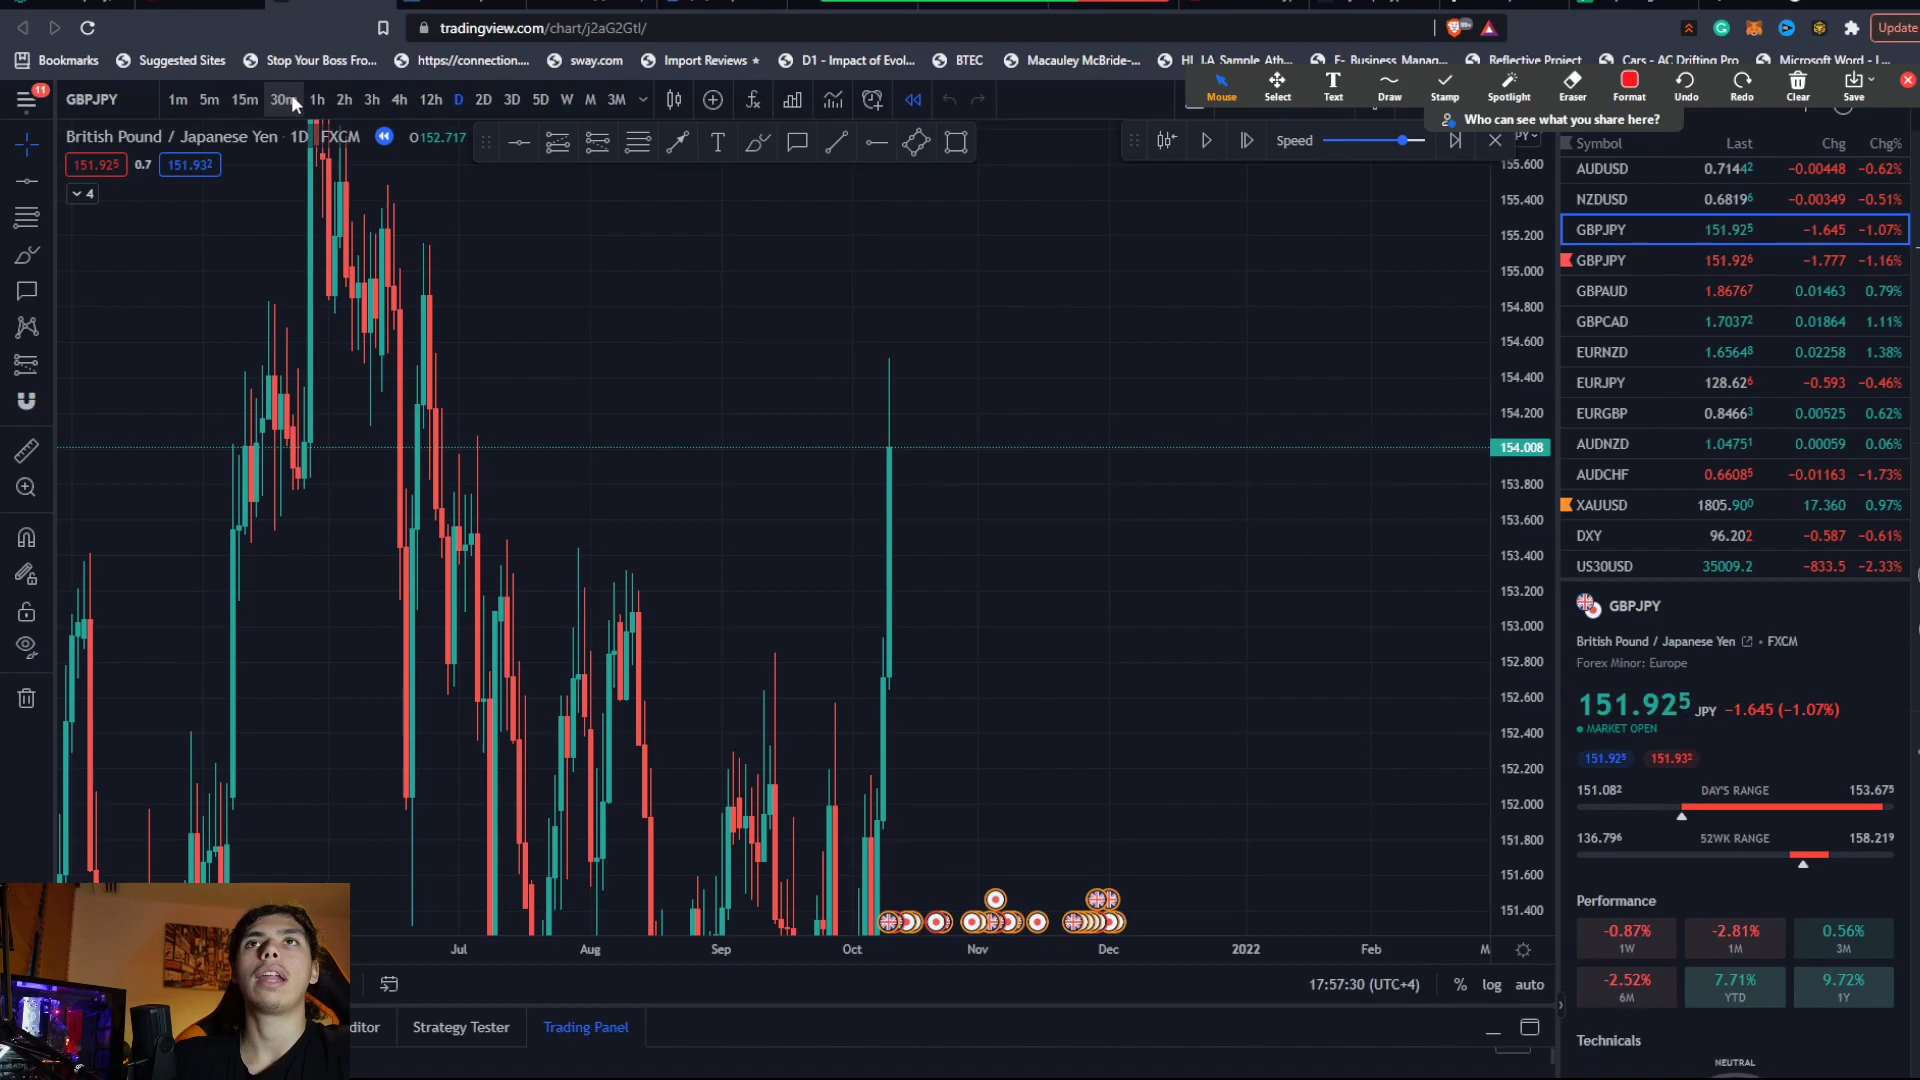 tradingview.com/chart/j2aG2GtI/
99+
Update
Bookmarks
Suggested Sites
Stop Your Boss Fro...
https://connection....
sway.com
Import Reviews
D1 - Impact of Evol...
BTEC
Macauley McBride-...
HL IA Sample Ath...
E- Business Manag...
Reflective Project
Cars - AC Drifting Pro
Microsoft Word - L...
11
GBPJPY
1m 5m 15m 30m 1h 2h 3h 4h 12h D 2D 3D 5D W M 3M
Mouse Select Text Draw Stamp Spotlight Eraser Format Undo Redo Clear Save
Who can see what you share here?
British Pound / Japanese Yen · 1D FXCM O152.717
Speed
151.925 0.7 151.932
4
155.600
155.400
155.200
155.000
154.800
154.600
154.400
154.200
154.008
153.800
153.600
153.400
153.200
153.000
152.800
152.600
152.400
152.200
152.000
151.800
151.600
151.400
Jul Aug Sep Oct Nov Dec 2022 Feb M
17:57:30 (UTC+4) % log auto
ditor Strategy Tester Trading Panel
Symbol Last Chg Chg%
AUDUSD 0.71442 −0.00448 −0.62%
NZDUSD 0.68196 −0.00349 −0.51%
GBPJPY 151.925 −1.645 −1.07%
GBPJPY 151.926 −1.777 −1.16%
GBPAUD 1.86767 0.01463 0.79%
GBPCAD 1.70372 0.01864 1.11%
EURNZD 1.65648 0.02258 1.38%
EURJPY 128.626 −0.593 −0.46%
EURGBP 0.84663 0.00525 0.62%
AUDNZD 1.04751 0.00059 0.06%
AUDCHF 0.66085 −0.01163 −1.73%
XAUUSD 1805.900 17.360 0.97%
DXY 96.202 −0.587 −0.61%
US30USD 35009.2 −833.5 −2.33%
GBPJPY
British Pound / Japanese Yen • FXCM
Forex Minor: Europe
151.925 JPY −1.645 (−1.07%)
MARKET OPEN
151.925 151.932
151.082 DAY'S RANGE 153.675
136.796 52WK RANGE 158.219
Performance
-0.87% -2.81% 0.56%
1W 1M 3M
-2.52% 7.71% 9.72%
6M YTD 1Y
Technicals
NEUTRAL